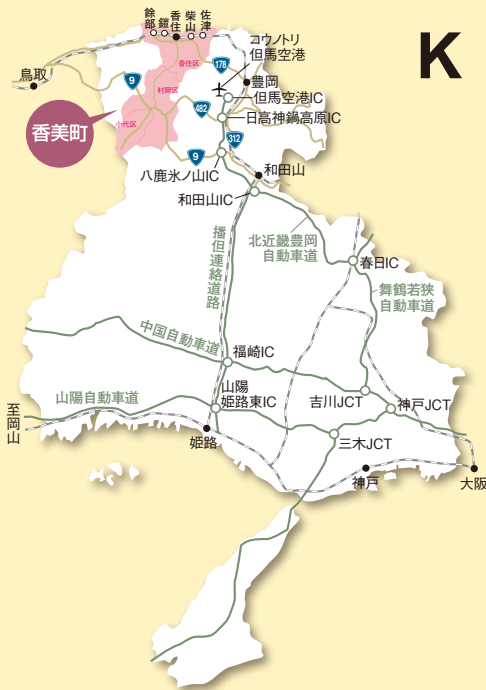 K
餘部
鎧
香住
柴山
佐津
コウノトリ
但馬空港
鳥取
9
香住区
178
豊岡
村岡区
482
但馬空港IC
日高神鍋高原IC
香美町
小代区
312
9
八鹿氷ノ山IC
和田山
和田山IC
播但連絡道路
北近畿豊岡
自動車道
春日IC
舞鶴若狭
自動車道
中国自動車道
福崎IC
山陽自動車道
山陽
姫路東IC
吉川JCT
神戸JCT
至岡山
姫路
三木JCT
神戸
大阪